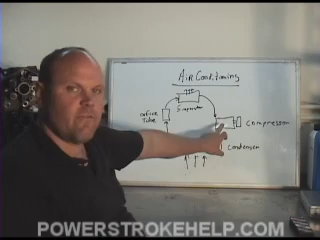 Air Conditioning
Evaporator
orifice
Tube
Compressor
Condenser
POWERSTROKEHELP.COM